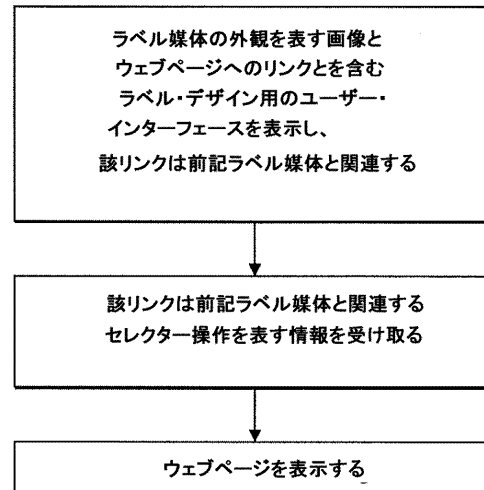 ラベル媒体の外観を表す画像と
ウェブページへのリンクとを含む
ラベル・デザイン用のユーザー・
インターフェースを表示し、
該リンクは前記ラベル媒体と関連する
該リンクは前記ラベル媒体と関連する
セレクター操作を表す情報を受け取る
ウェブページを表示する